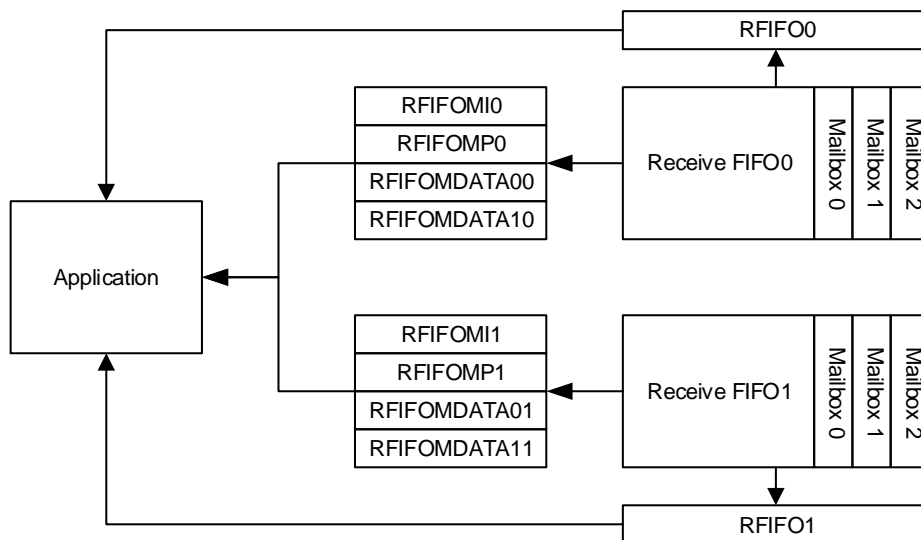 RFIFO0
RFIFOMI0
RFIFOMP0
RFIFOMDATA00
RFIFOMDATA10
Receive FIFO0
Mailbox 0
Mailbox 1
Mailbox 2
Application
RFIFOMI1
RFIFOMP1
RFIFOMDATA01
RFIFOMDATA11
Receive FIFO1
Mailbox 0
Mailbox 1
Mailbox 2
RFIFO1